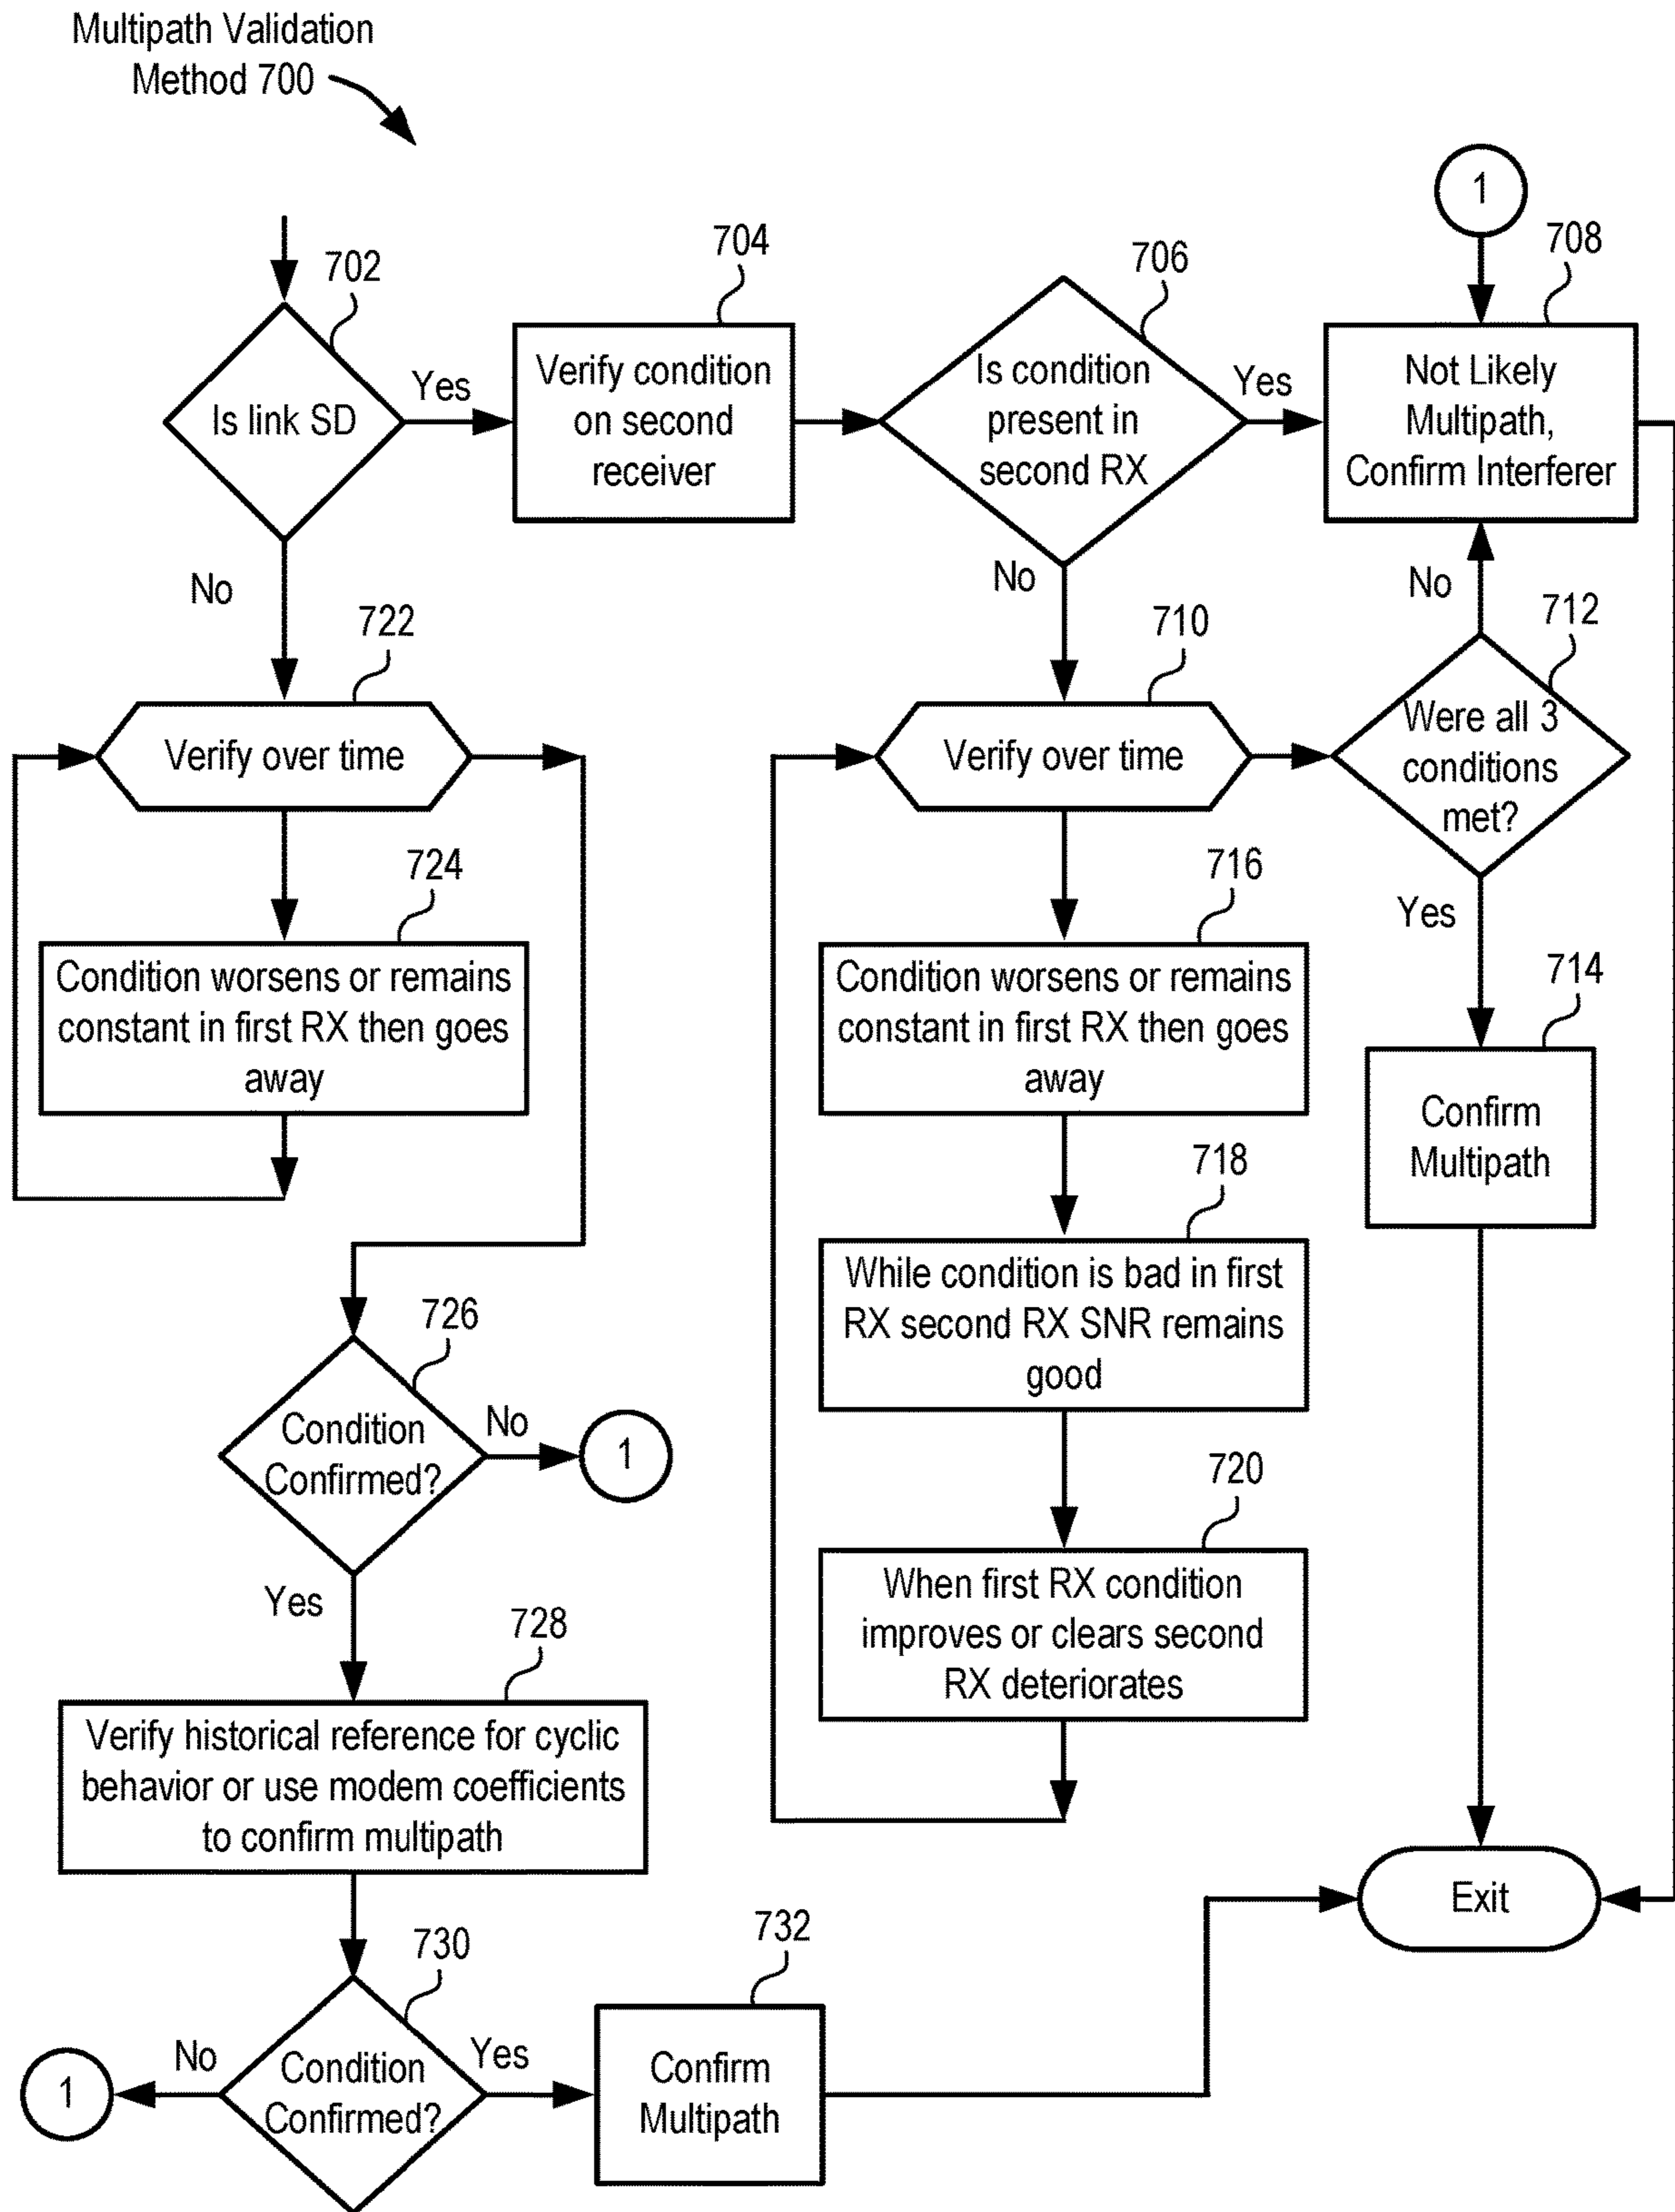 Multipath Validation
Method 700
1
702
704
706
708
Is link SD
Yes
Verify condition
on second
receiver
Is condition
present in
second RX
Yes
Not Likely
Multipath,
Confirm Interferer
No
No
No
722
710
712
Verify over time
Verify over time
Were all 3
conditions
met?
724
716
Yes
714
Condition worsens or remains
constant in first RX then goes
away
Condition worsens or remains
constant in first RX then goes
away
Confirm
Multipath
718
While condition is bad in first
RX second RX SNR remains
good
726
Condition
Confirmed?
No
1
720
When first RX condition
improves or clears second
RX deteriorates
Yes
728
Verify historical reference for cyclic
behavior or use modem coefficients
to confirm multipath
Exit
730
732
1
No
Condition
Confirmed?
Yes
Confirm
Multipath